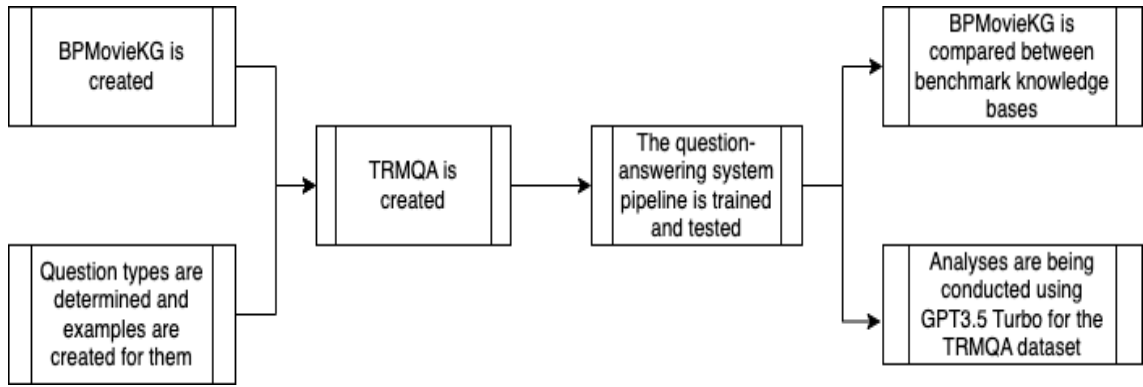 BPMovieKG is
created
Question types are
determined and
examples are
created for them
TRMQA is
created
The question-
answering system
pipeline is trained
and tested
BPMovieKG is
compared between
benchmark knowledge
bases
Analyses are being
conducted using
GPT3.5 Turbo for the
TRMQA dataset